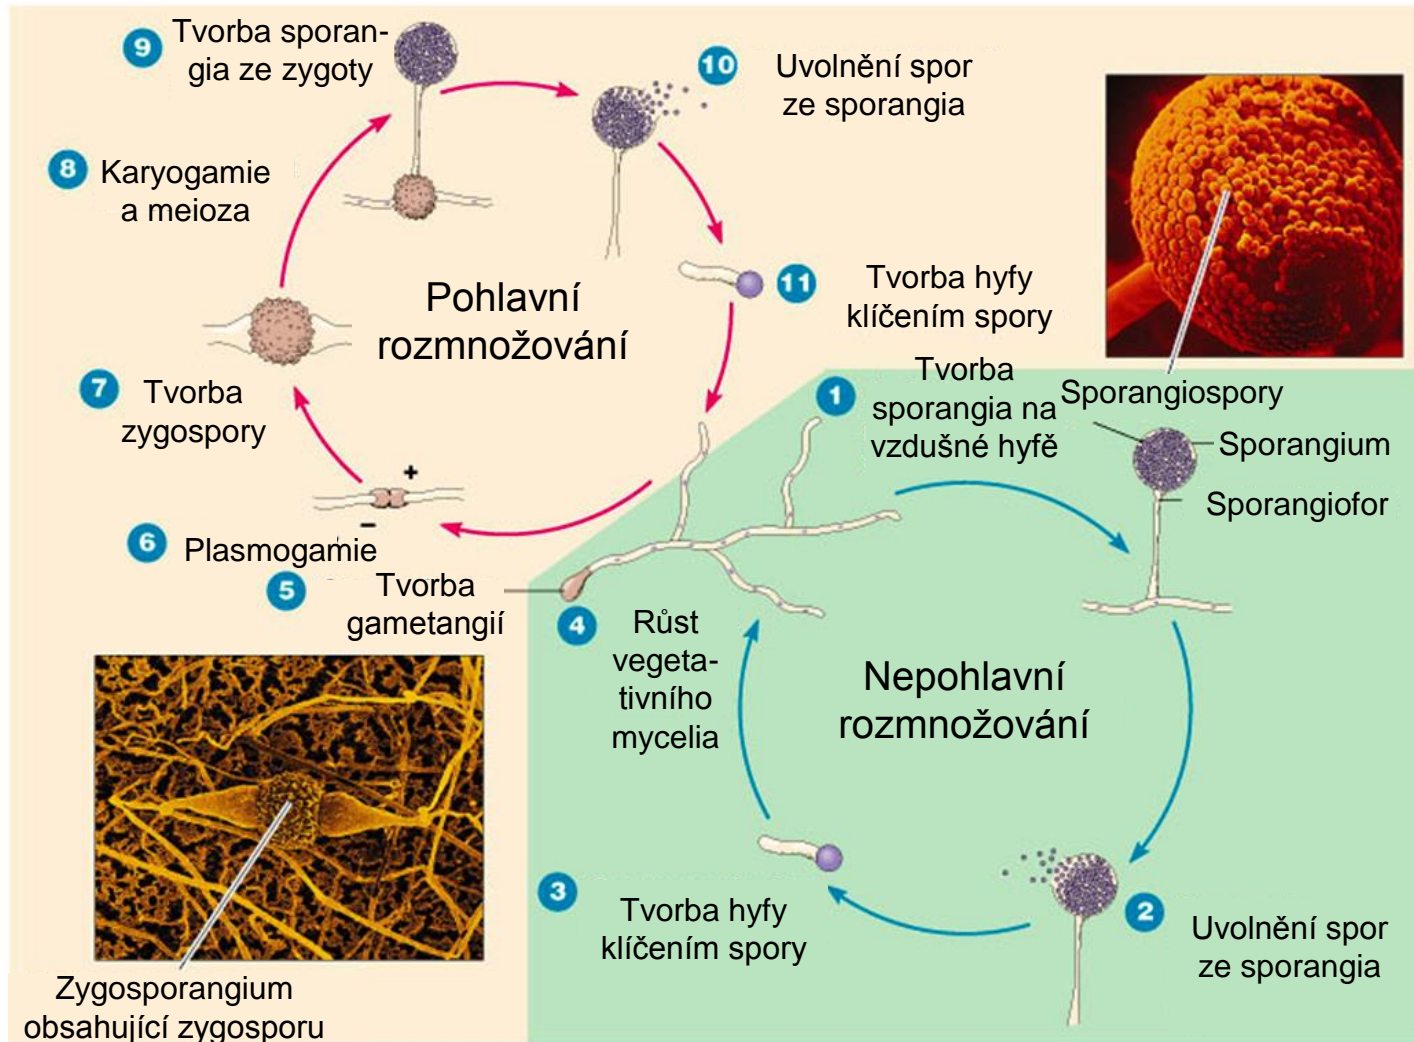 9
Tvorba sporan-
gia ze zygoty
10
Uvolnění spor
ze sporangia
8
Karyogamie
a meioza
11
Tvorba hyfy
klíčením spory
Pohlavní
rozmnožování
7
Tvorba
zygospory
1
Tvorba
sporangia na
vzdušné hyfě
Sporangiospory
Sporangium
Sporangiofor
+
−
6
Plasmogamie
5
Tvorba
gametangií
4
Růst
vegeta-
tivního
mycelia
Nepohlavní
rozmnožování
3
Tvorba hyfy
klíčením spory
2
Uvolnění spor
ze sporangia
Zygosporangium
obsahující zygosporu